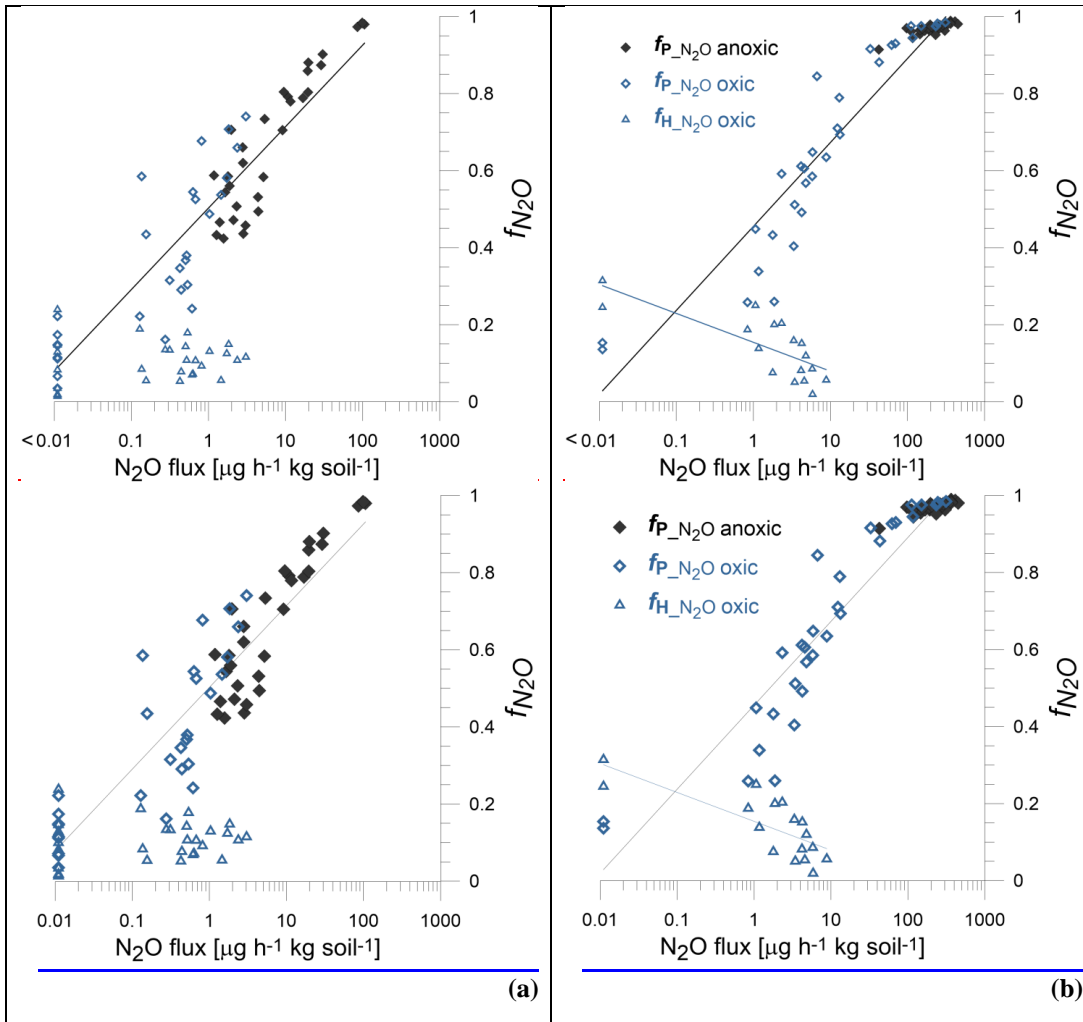 1
0.8
0.6
0.4
0.2
0
fN2O
<0.01 0.1 1 10 100 1000
N2O flux [µg h-1 kg soil-1]
fP_N2O anoxic
fP_N2O oxic
fH_N2O oxic
1
0.8
0.6
0.4
0.2
0
fN2O
<0.01 0.1 1 10 100 1000
N2O flux [µg h-1 kg soil-1]
1
0.8
0.6
0.4
0.2
0
fN2O
0.01 0.1 1 10 100 1000
N2O flux [µg h-1 kg soil-1]
(a)
fP_N2O anoxic
fP_N2O oxic
fH_N2O oxic
1
0.8
0.6
0.4
0.2
0
fN2O
0.01 0.1 1 10 100 1000
N2O flux [µg h-1 kg soil-1]
(b)